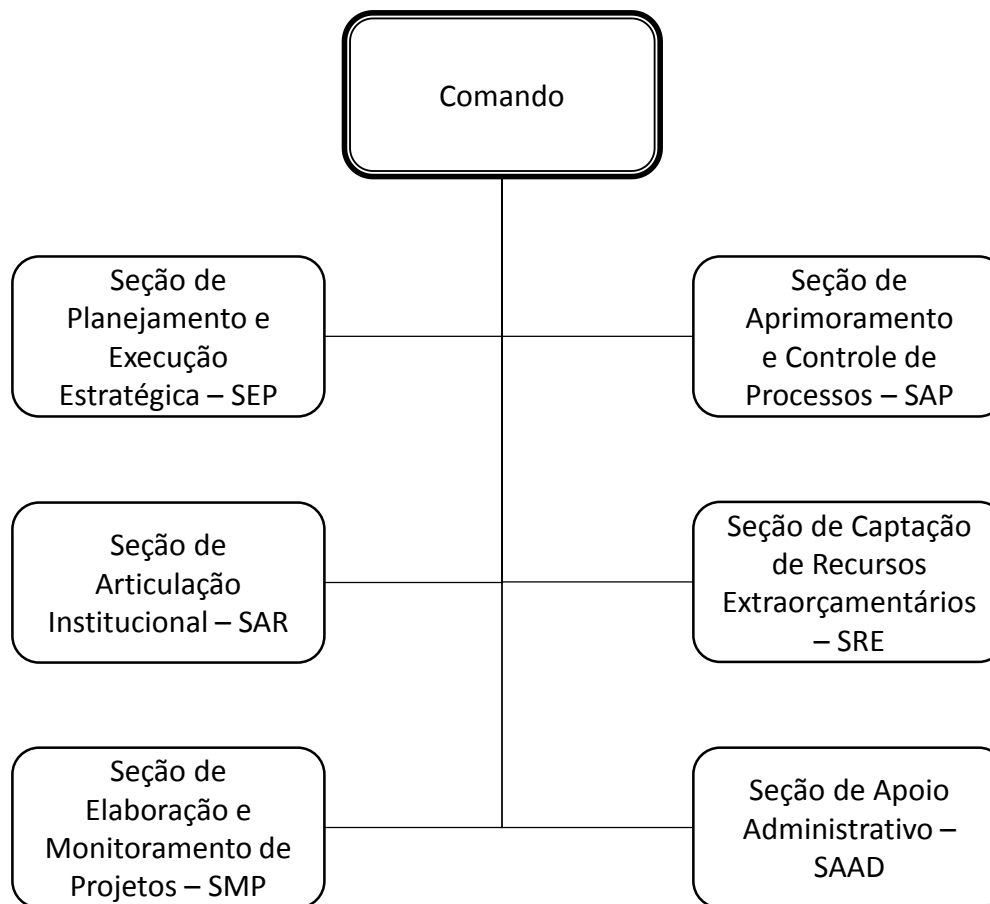 Comando
Seção de
Planejamento e
Execução
Estratégica – SEP
Seção de
Aprimoramento
e Controle de
Processos – SAP
Seção de
Articulação
Institucional – SAR
Seção de Captação
de Recursos
Extraorçamentários
– SRE
Seção de
Elaboração e
Monitoramento de
Projetos – SMP
Seção de Apoio
Administrativo –
SAAD